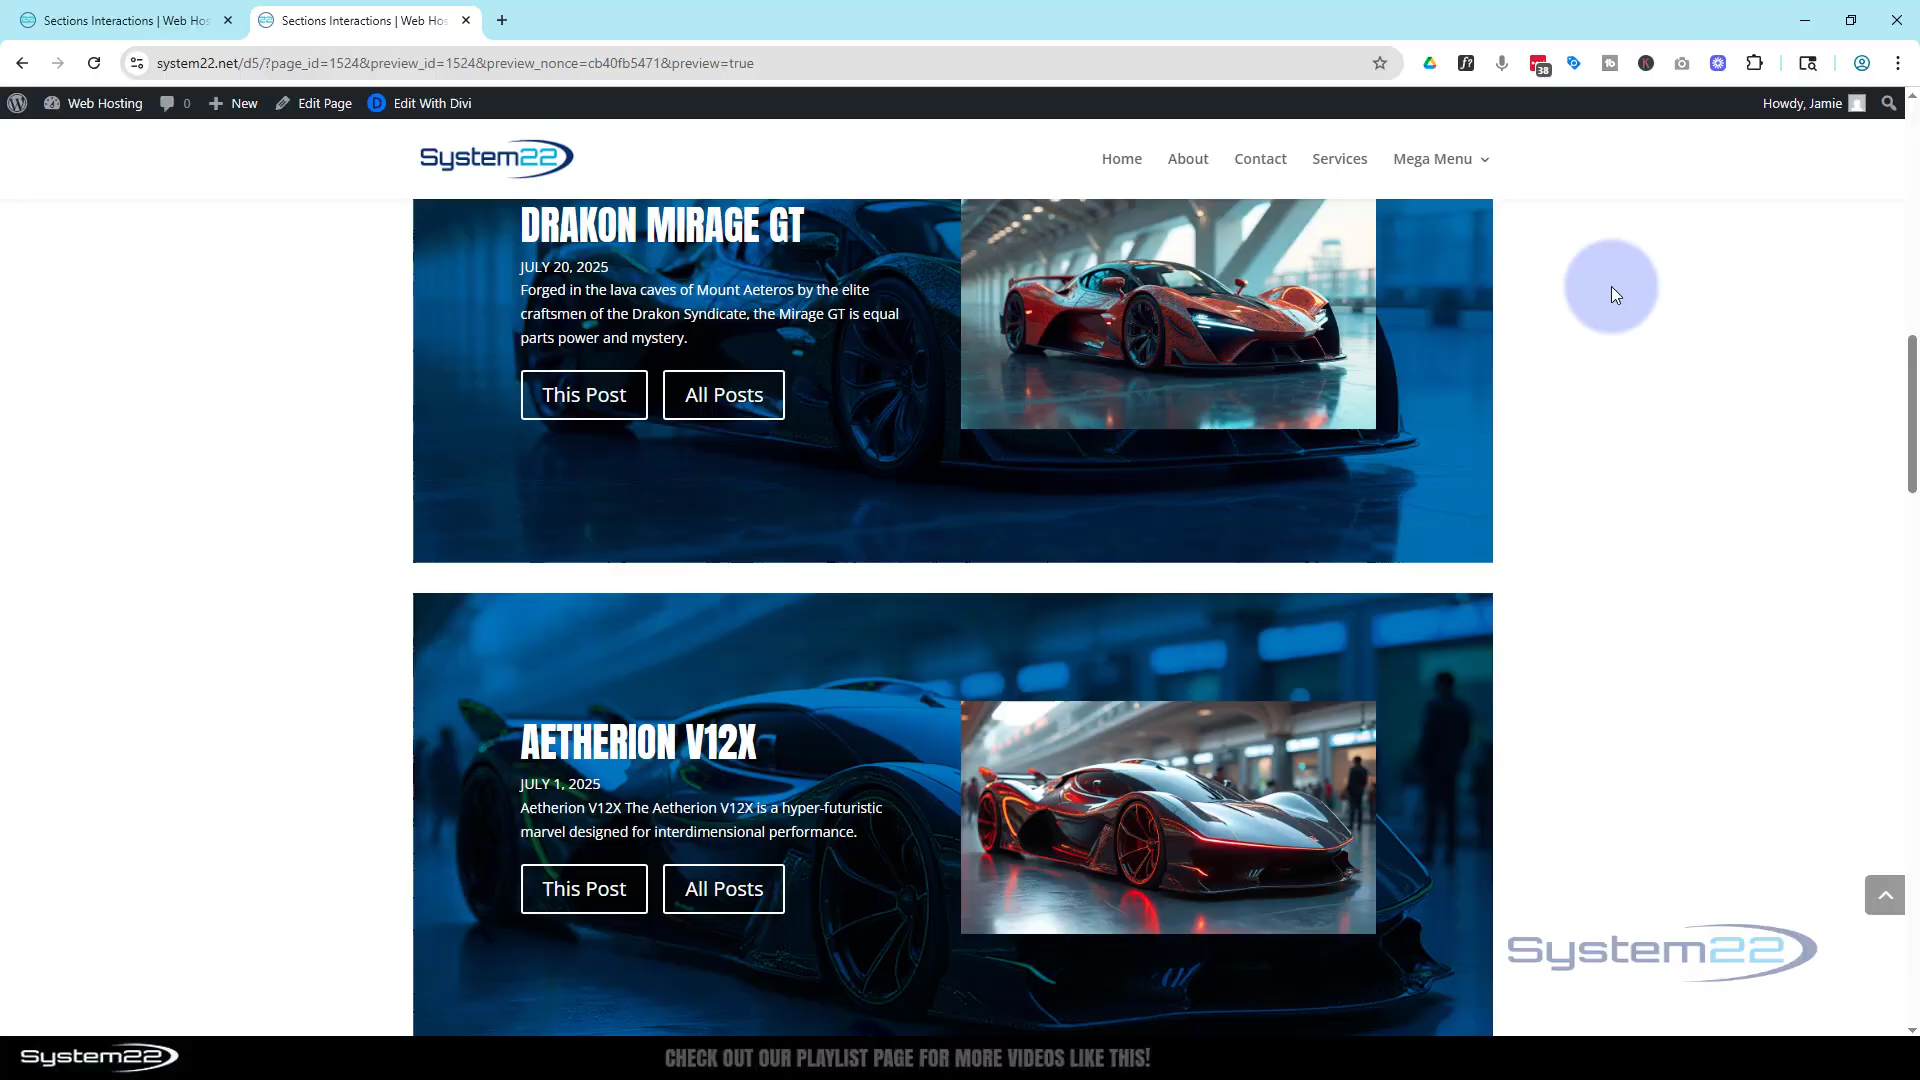 Sections Interactions | Web Hos
Sections Interactions | Web Hos
system22.net/d5/?page_id=1524&preview_id=1524&preview_nonce=cb40fb5471&preview=true
38
Web Hosting
0
New
Edit Page
D
Edit With Divi
Howdy, Jamie
System22
Home
About
Contact
Services
Mega Menu
DRAKON MIRAGE GT
JULY 20, 2025
Forged in the lava caves of Mount Aeteros by the elite
craftsmen of the Drakon Syndicate, the Mirage GT is equal
parts power and mystery.
This Post
All Posts
AETHERION V12X
JULY 1, 2025
Aetherion V12X The Aetherion V12X is a hyper-futuristic
marvel designed for interdimensional performance.
This Post
All Posts
System22
System22
CHECK OUT OUR PLAYLIST PAGE FOR MORE VIDEOS LIKE THIS!